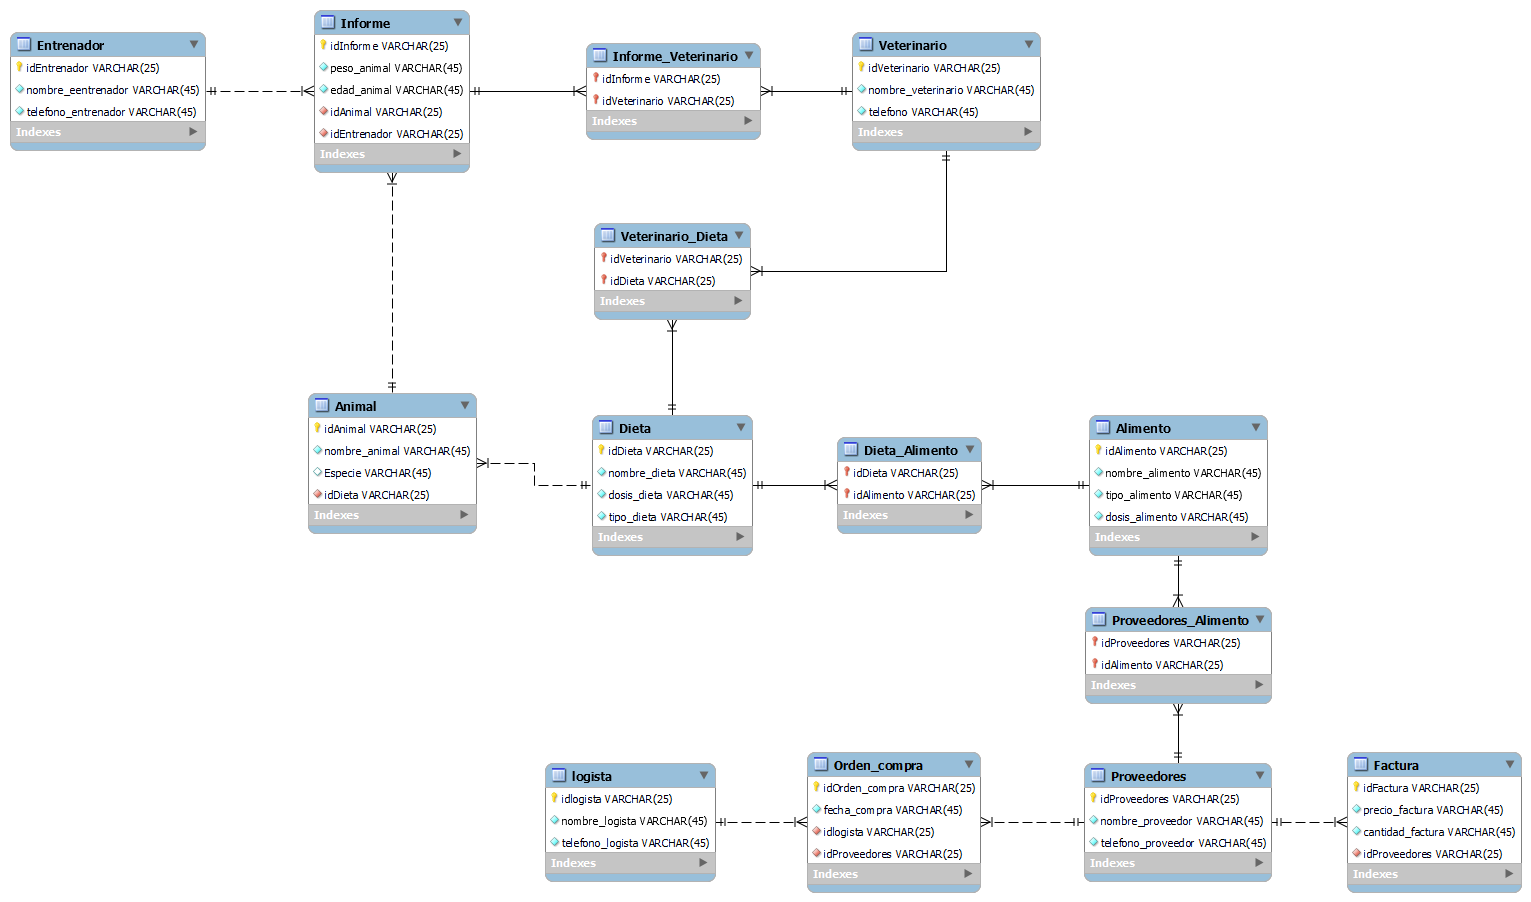 Entrenador
idEntrenador VARCHAR(25)
nombre_eentrenador VARCHAR(45)
telefono_entrenador VARCHAR(45)
Indexes
Informe
idInforme VARCHAR(25)
peso_animal VARCHAR(45)
edad_animal VARCHAR(45)
idAnimal VARCHAR(25)
idEntrenador VARCHAR(25)
Indexes
Informe_Veterinario
idInforme VARCHAR(25)
idVeterinario VARCHAR(25)
Indexes
Veterinario
idVeterinario VARCHAR(25)
nombre_veterinario VARCHAR(45)
telefono VARCHAR(45)
Indexes
Veterinario_Dieta
idVeterinario VARCHAR(25)
idDieta VARCHAR(25)
Indexes
Animal
idAnimal VARCHAR(25)
nombre_animal VARCHAR(45)
Especie VARCHAR(45)
idDieta VARCHAR(25)
Indexes
Dieta
idDieta VARCHAR(25)
nombre_dieta VARCHAR(45)
dosis_dieta VARCHAR(45)
tipo_dieta VARCHAR(45)
Indexes
Dieta_Alimento
idDieta VARCHAR(25)
idAlimento VARCHAR(25)
Indexes
Alimento
idAlimento VARCHAR(25)
nombre_alimento VARCHAR(45)
tipo_alimento VARCHAR(45)
dosis_alimento VARCHAR(45)
Indexes
Proveedores_Alimento
idProveedores VARCHAR(25)
idAlimento VARCHAR(25)
Indexes
logista
idlogista VARCHAR(25)
nombre_logista VARCHAR(45)
telefono_logista VARCHAR(45)
Indexes
Orden_compra
idOrden_compra VARCHAR(25)
fecha_compra VARCHAR(45)
idlogista VARCHAR(25)
idProveedores VARCHAR(25)
Indexes
Proveedores
idProveedores VARCHAR(25)
nombre_proveedor VARCHAR(45)
telefono_proveedor VARCHAR(45)
Indexes
Factura
idFactura VARCHAR(25)
precio_factura VARCHAR(45)
cantidad_factura VARCHAR(45)
idProveedores VARCHAR(25)
Indexes